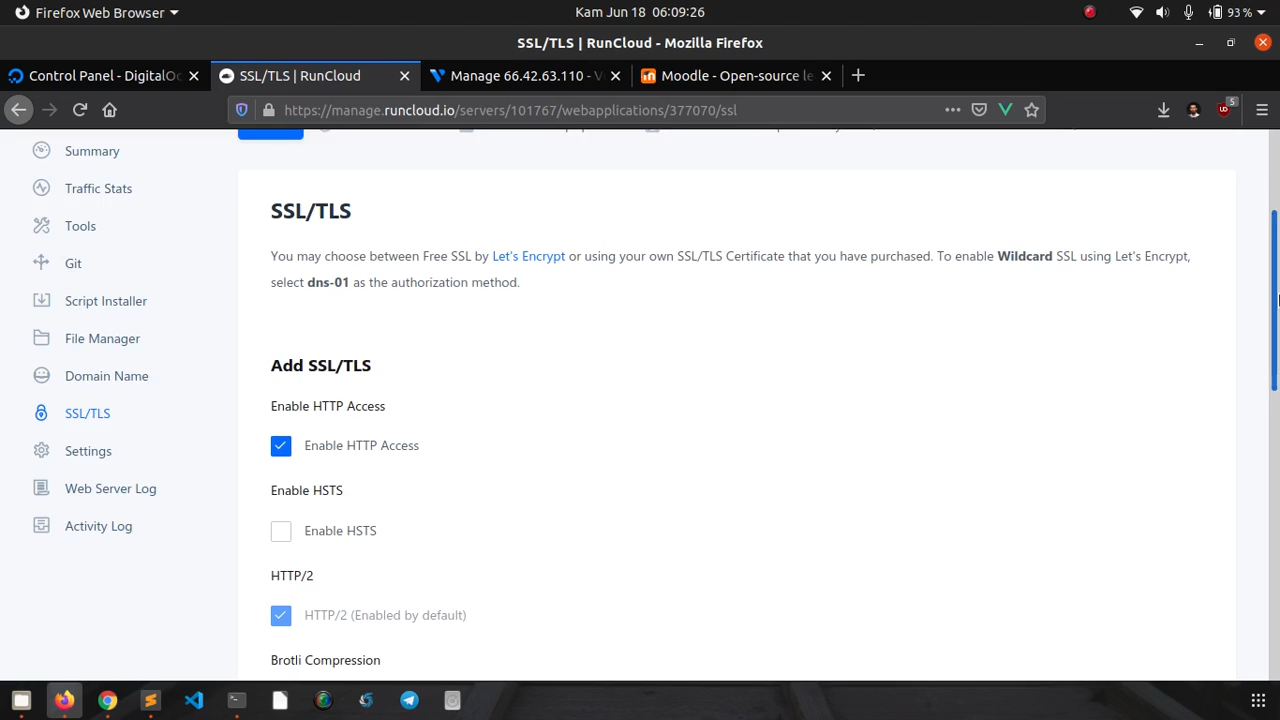 Firefox Web Browser
Kam Jun 18 06:09:26
93 %
SSL/TLS | RunCloud - Mozilla Firefox
Control Panel - DigitalOc
SSL/TLS | RunCloud
Manage 66.42.63.110 - V
Moodle - Open-source le
https://manage.runcloud.io/servers/101767/webapplications/377070/ssl
5
Summary
Traffic Stats
Tools
Git
Script Installer
File Manager
Domain Name
SSL/TLS
Settings
Web Server Log
Activity Log
SSL/TLS
You may choose between Free SSL by Let's Encrypt or using your own SSL/TLS Certificate that you have purchased. To enable Wildcard SSL using Let's Encrypt,
select dns-01 as the authorization method.
Add SSL/TLS
Enable HTTP Access
Enable HTTP Access
Enable HSTS
Enable HSTS
HTTP/2
HTTP/2 (Enabled by default)
Brotli Compression